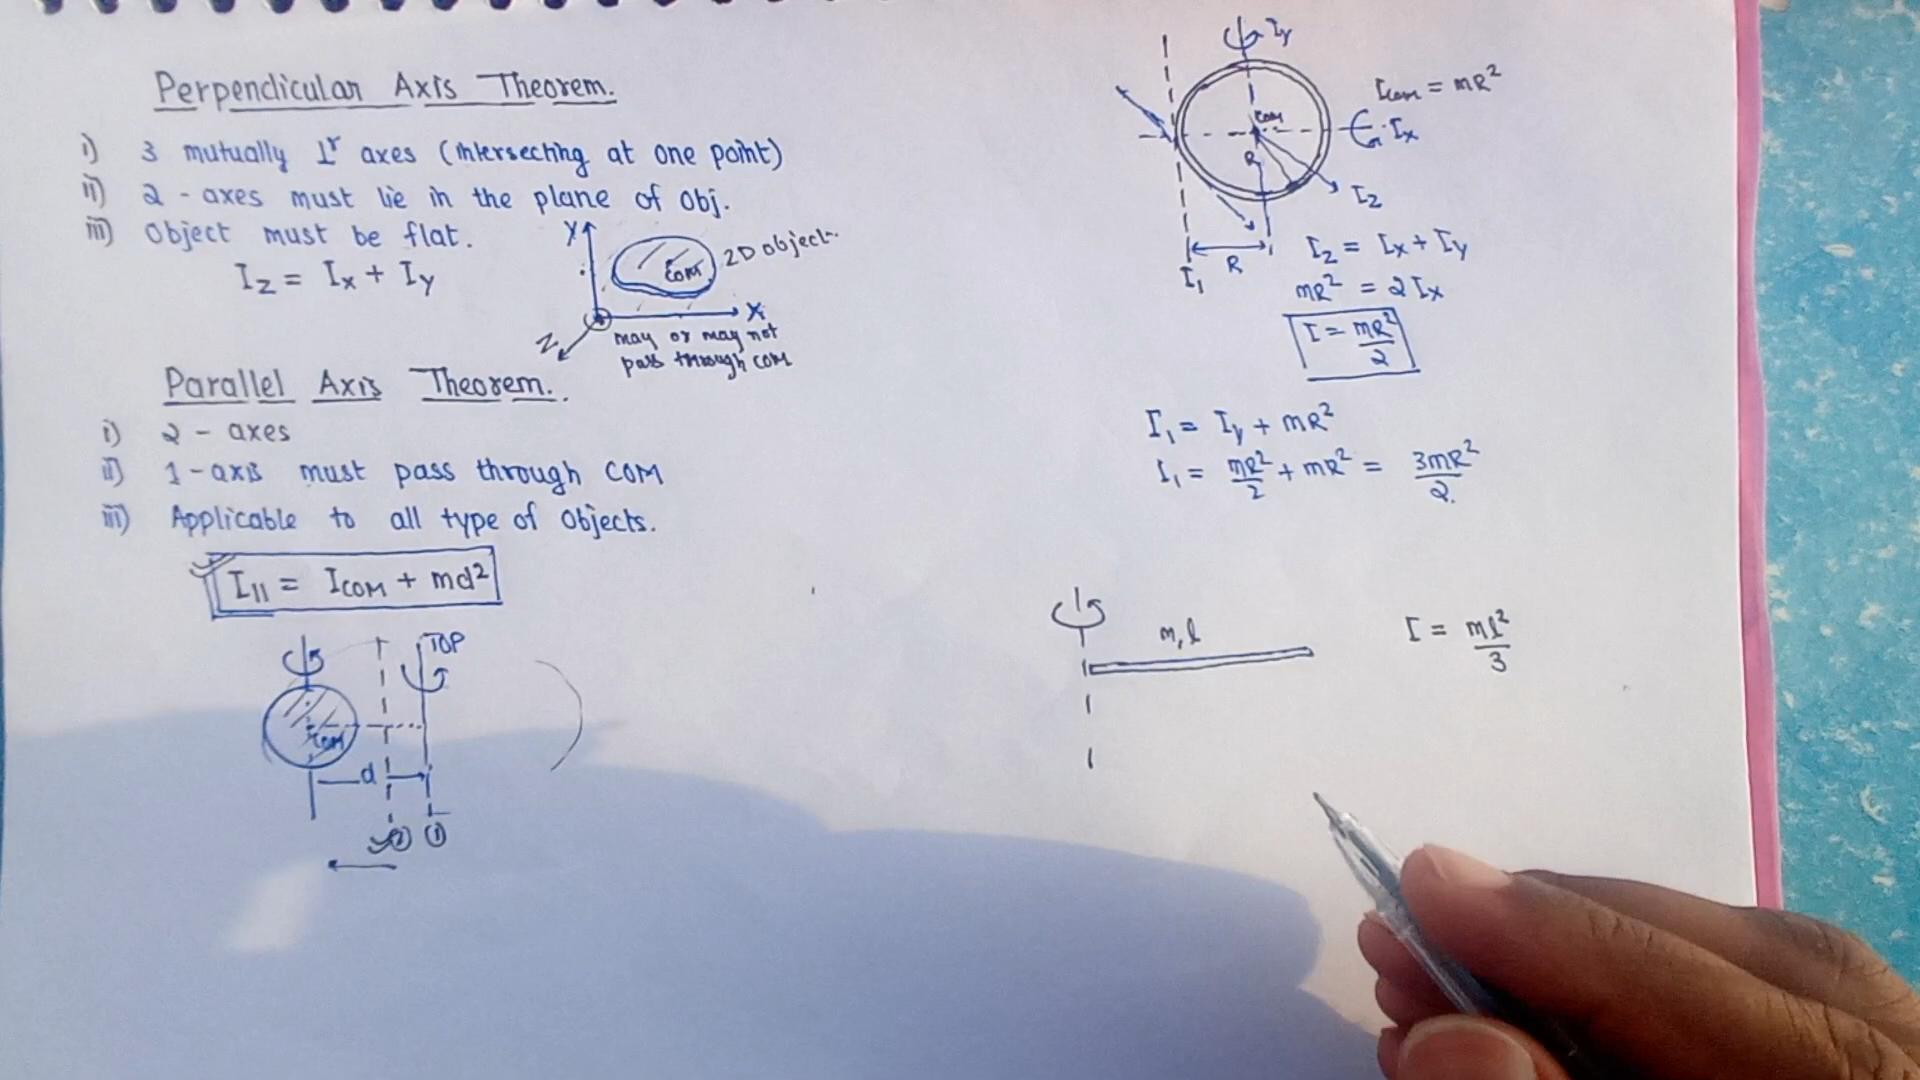 Perpendicular Axis Theorem.
i) 3 mutually ⊥r axes (intersecting at one point)
ii) 2 - axes must lie in the plane of obj.
iii) Object must be flat.
Iz = Ix + Iy
Y
COM
2D object.
X
Z
may or may not
pass through COM
Parallel Axis Theorem.
i) 2 - axes
ii) 1 - axis must pass through COM
iii) Applicable to all type of Objects.
I|| = ICOM + md²
TOP
COM
d
② ①
Iy
Icom = mR²
COM
Ix
R
Iz
R
I₁
Iz = Ix + Iy
mR² = 2Ix
I = mR²/2
I₁ = Iy + mR²
I₁ = mR²/2 + mR² = 3mR²/2.
m, l
I = ml²/3